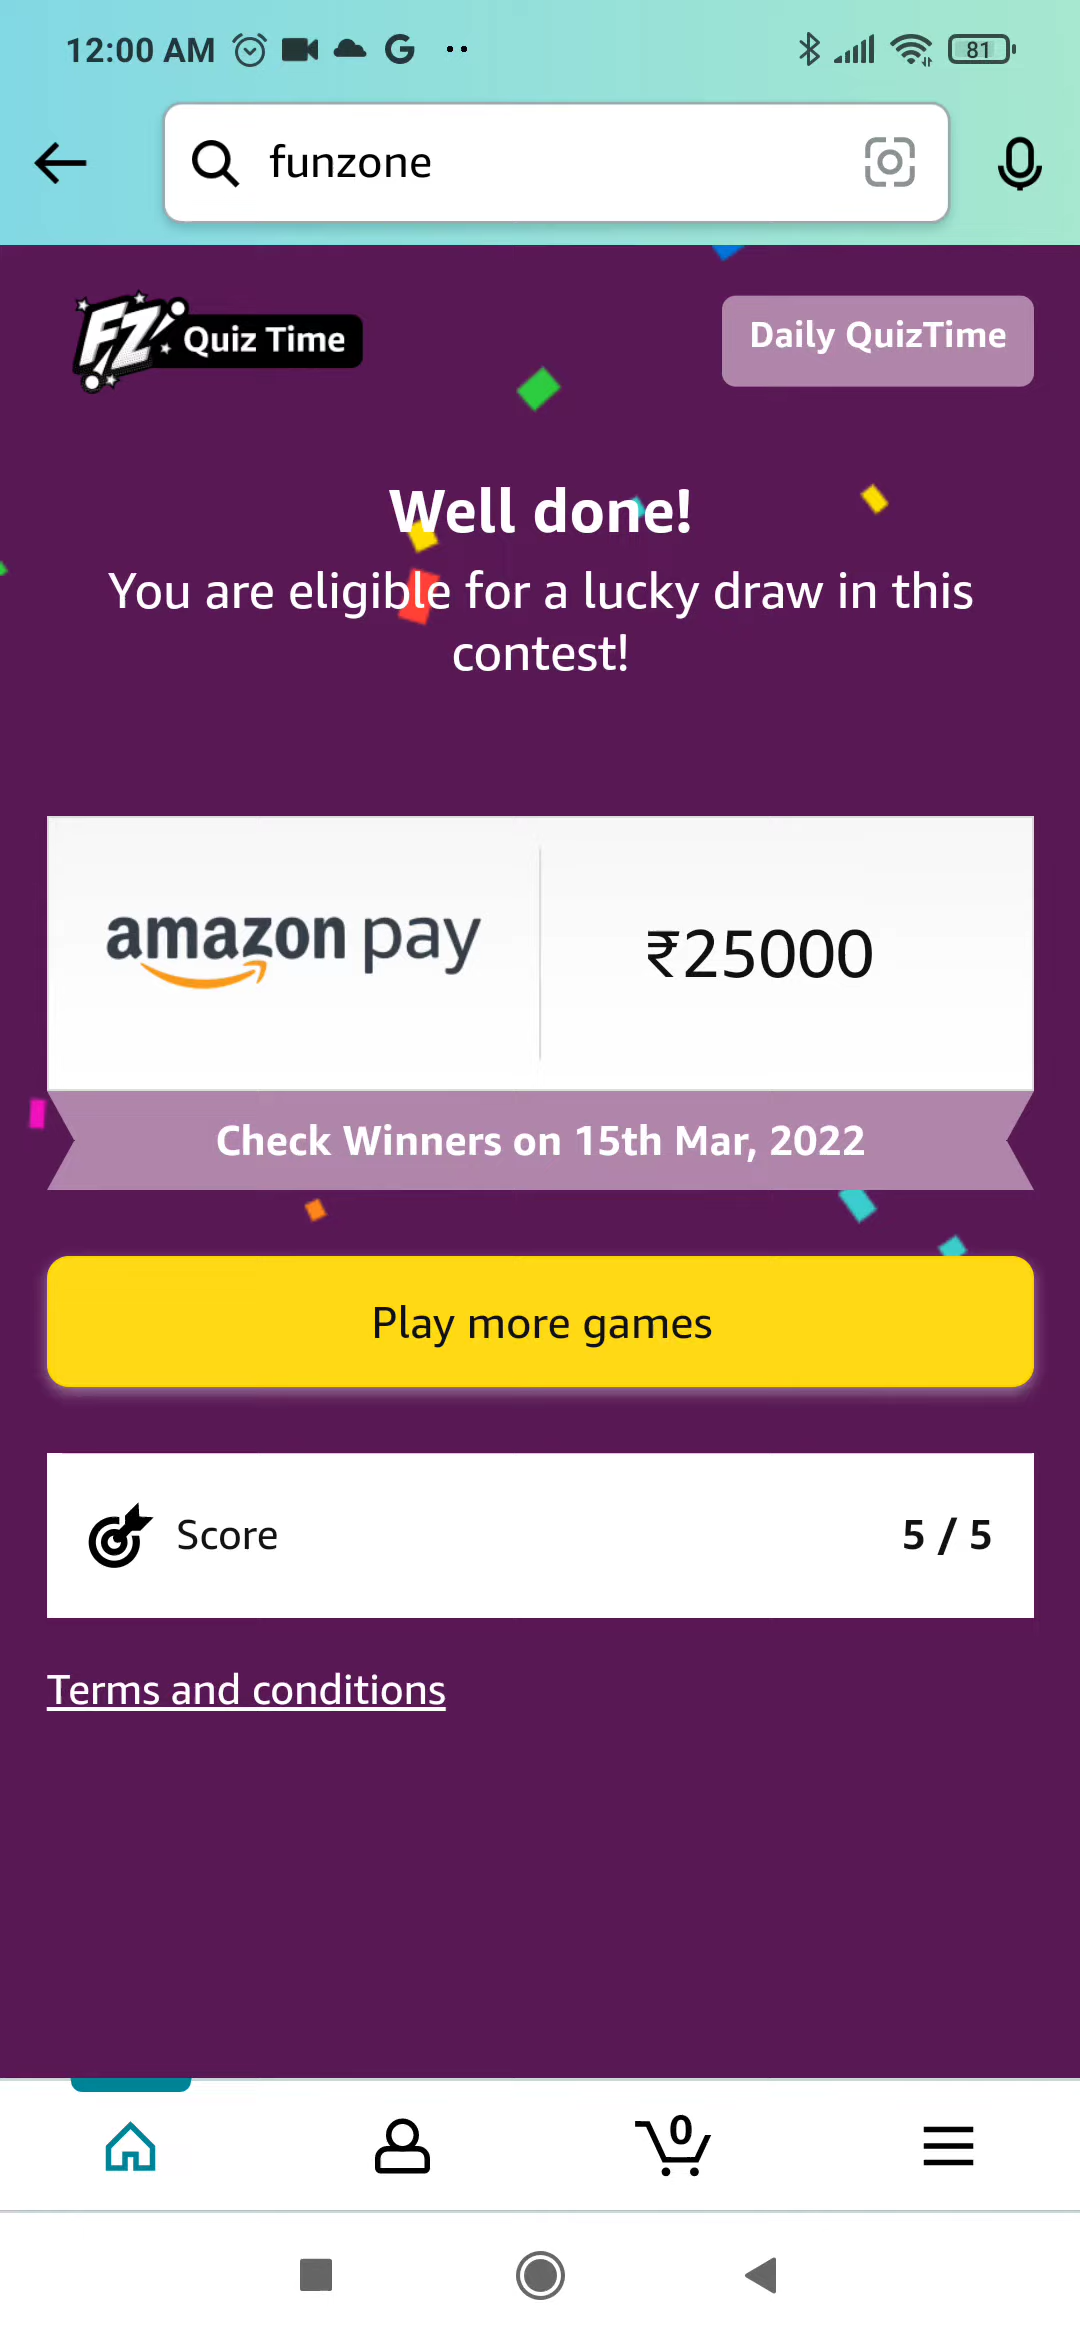 12:00 AM
81
funzone
FZ Quiz Time
Daily QuizTime
Well done!
You are eligible for a lucky draw in this
contest!
amazon pay
₹25000
Check Winners on 15th Mar, 2022
Play more games
Score
5 / 5
Terms and conditions
0